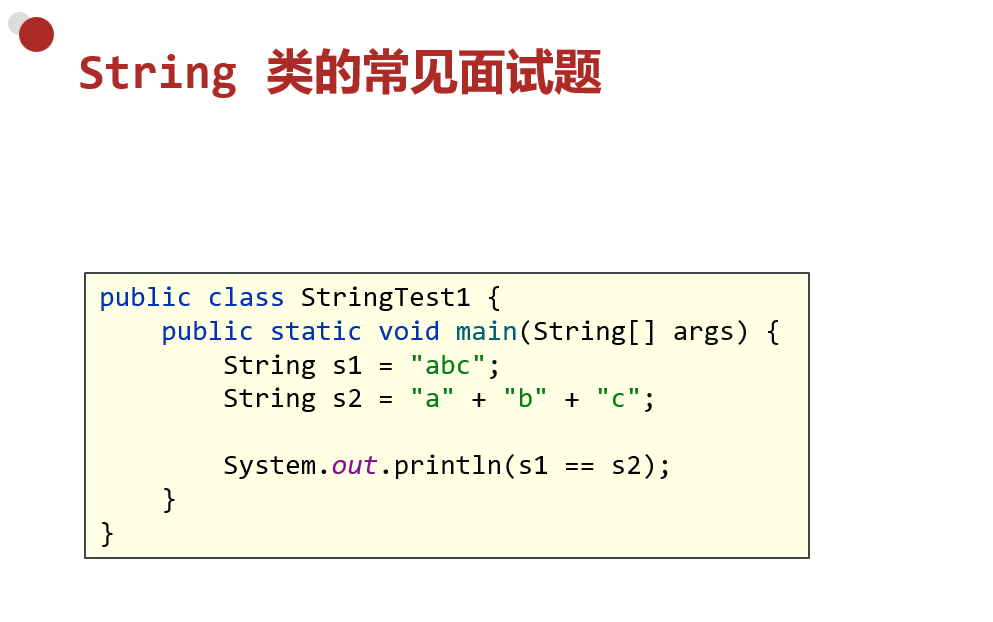 String 类的常见面试题
public class StringTest1 {
    public static void main(String[] args) {
        String s1 = "abc";
        String s2 = "a" + "b" + "c";
        System.out.println(s1 == s2);
    }
}